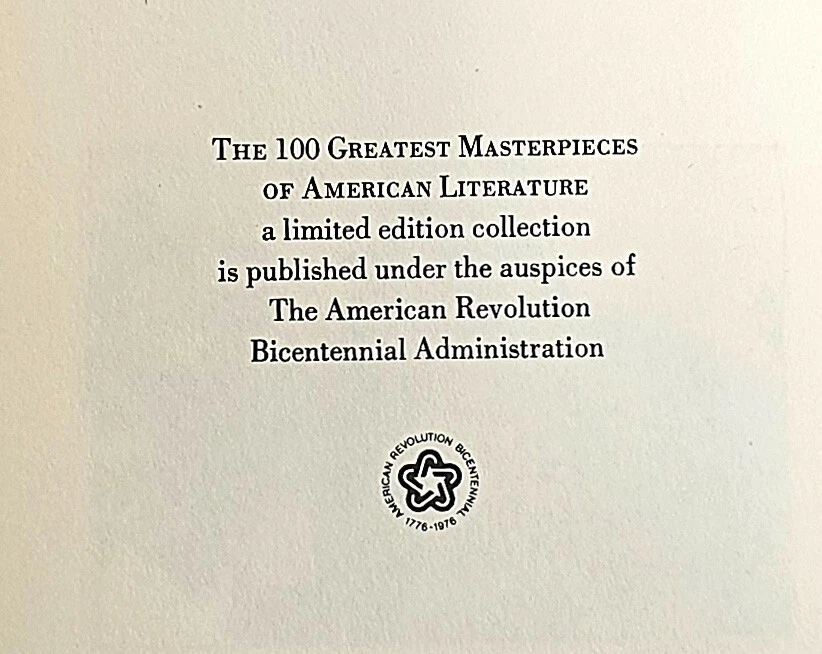 THE 100 GREATEST MASTERPIECES
OF AMERICAN LITERATURE
a limited edition collection
is published under the auspices of
The American Revolution
Bicentennial Administration
AMERICAN REVOLUTION BICENTENNIAL
1776-1976